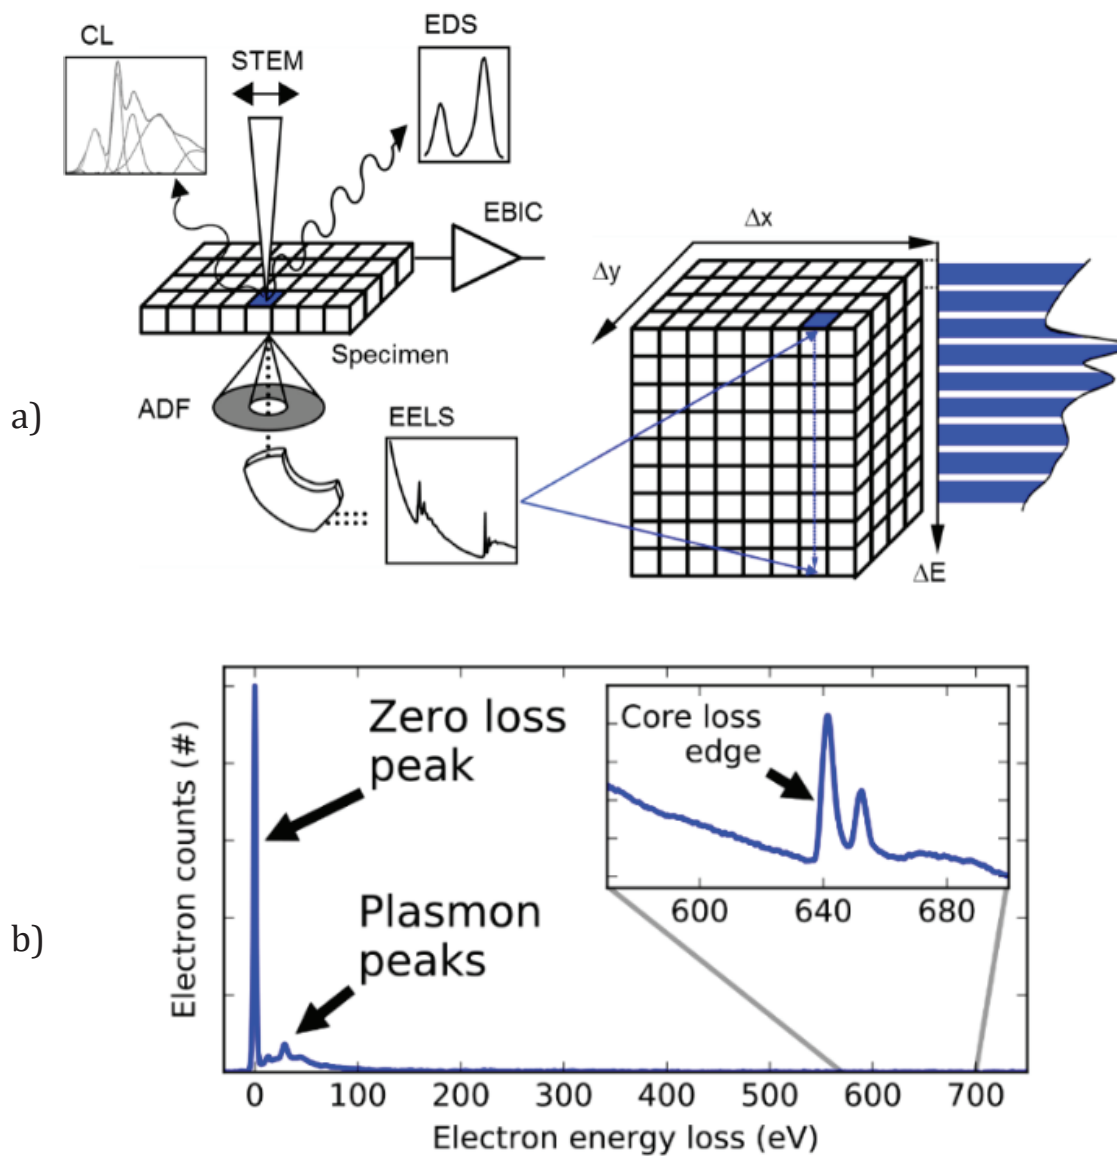 CL
STEM
EDS
EBIC
Δx
Δy
Specimen
ADF
a)
EELS
ΔE
Electron counts (#)
Zero loss
peak
Core loss
edge
600
640
680
b)
Plasmon
peaks
0
100
200
300
400
500
600
700
Electron energy loss (eV)